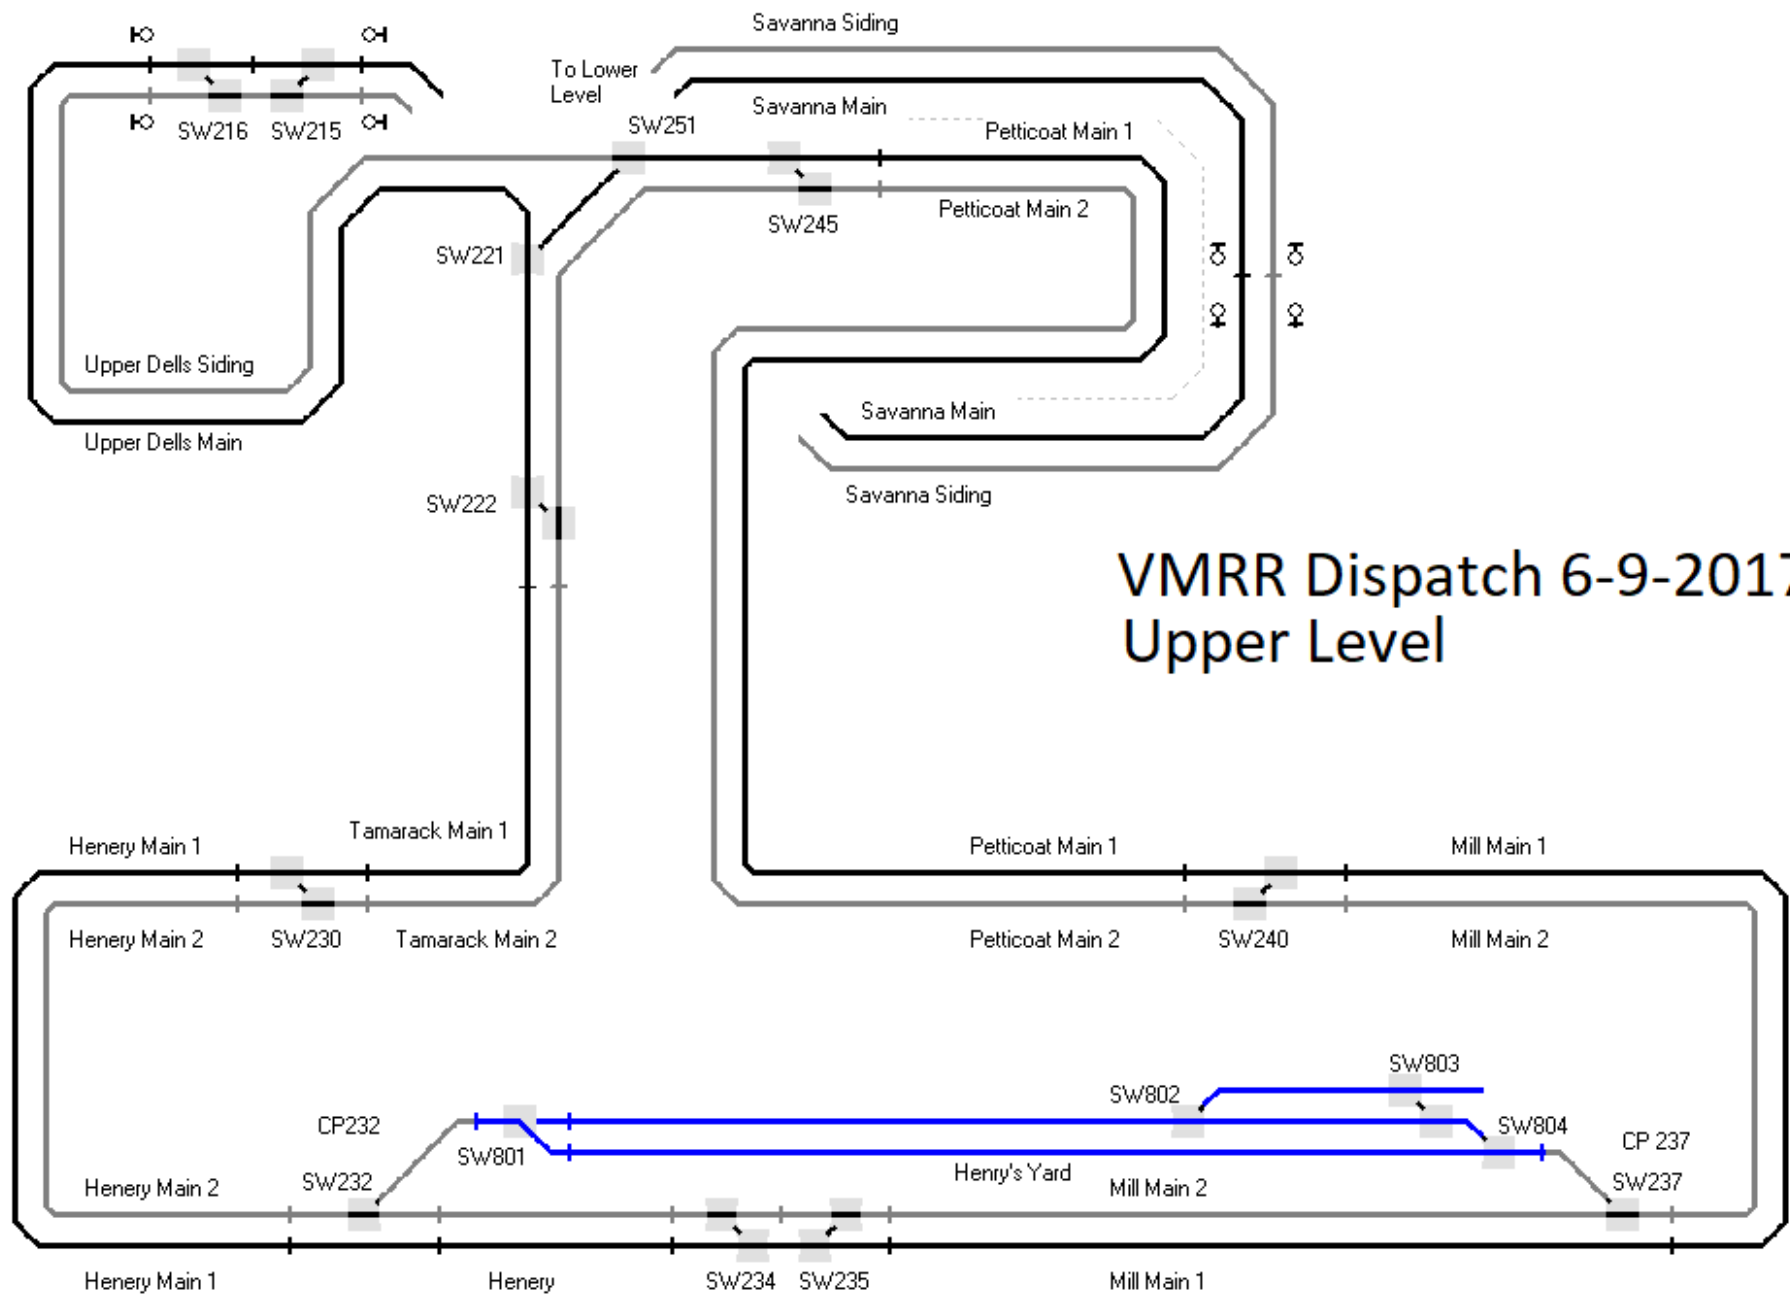 Savanna Siding
To Lower
Level
Savanna Main
SW216
SW215
SW251
Petticoat Main 1
Petticoat Main 2
SW245
SW221
Upper Dells Siding
Upper Dells Main
Savanna Main
SW222
Savanna Siding
VMRR Dispatch 6-9-2017
Upper Level
Henery Main 1
Tamarack Main 1
Petticoat Main 1
Mill Main 1
Henery Main 2
SW230
Tamarack Main 2
Petticoat Main 2
SW240
Mill Main 2
SW803
SW802
CP232
SW804
CP 237
SW801
Henry's Yard
SW232
Henery Main 2
Mill Main 2
SW237
Henery Main 1
Henery
SW234
SW235
Mill Main 1